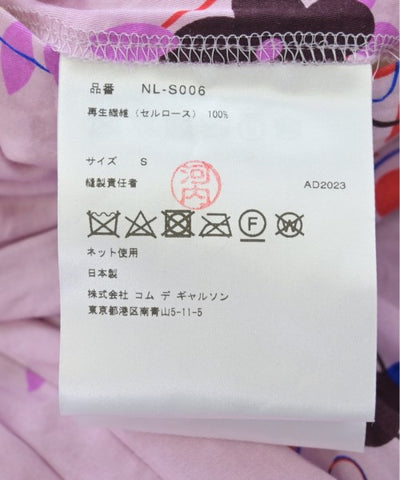 品番 NL-S006
再生繊維（セルロース） 100%
サイズ S
縫製責任者 河内 AD2023
F W
ネット使用
日本製
株式会社 コム デ ギャルソン
東京都港区南青山5-11-5